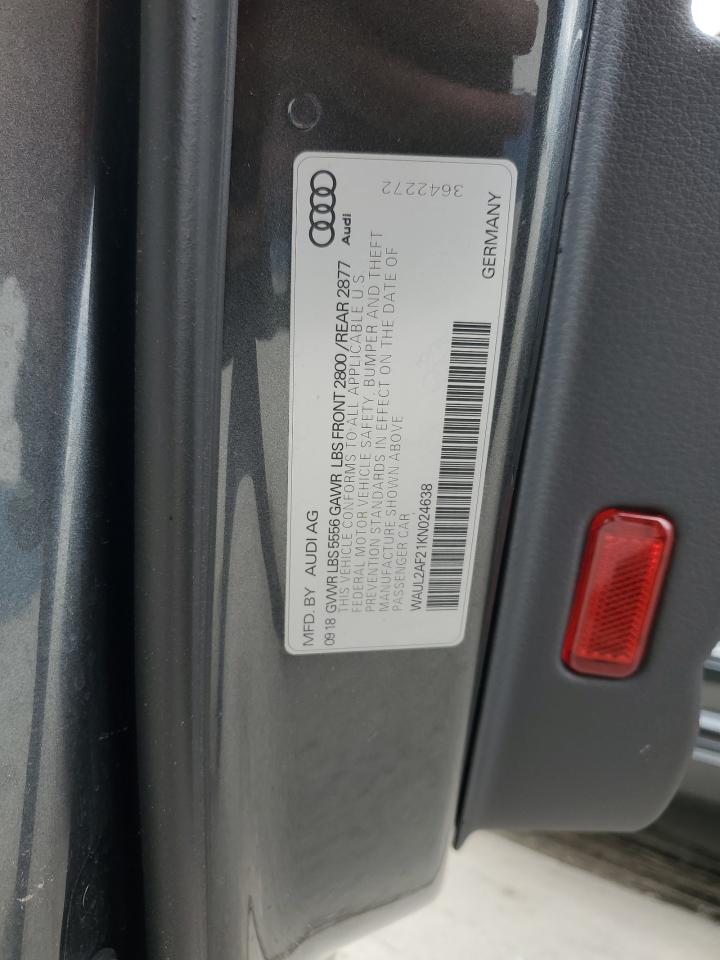 MFD. BY AUDI AG
Audi
09 18 GVWR LBS 5556 GAWR LBS FRONT 2800 /REAR 2877
THIS VEHICLE CONFORMS TO ALL APPLICABLE U S
FEDERAL MOTOR VEHICLE SAFETY, BUMPER AND THEFT
PREVENTION STANDARDS IN EFFECT ON THE DATE OF
MANUFACTURE SHOWN ABOVE
PASSENGER CAR
3642272
WAUL2AF21KN024638
GERMANY